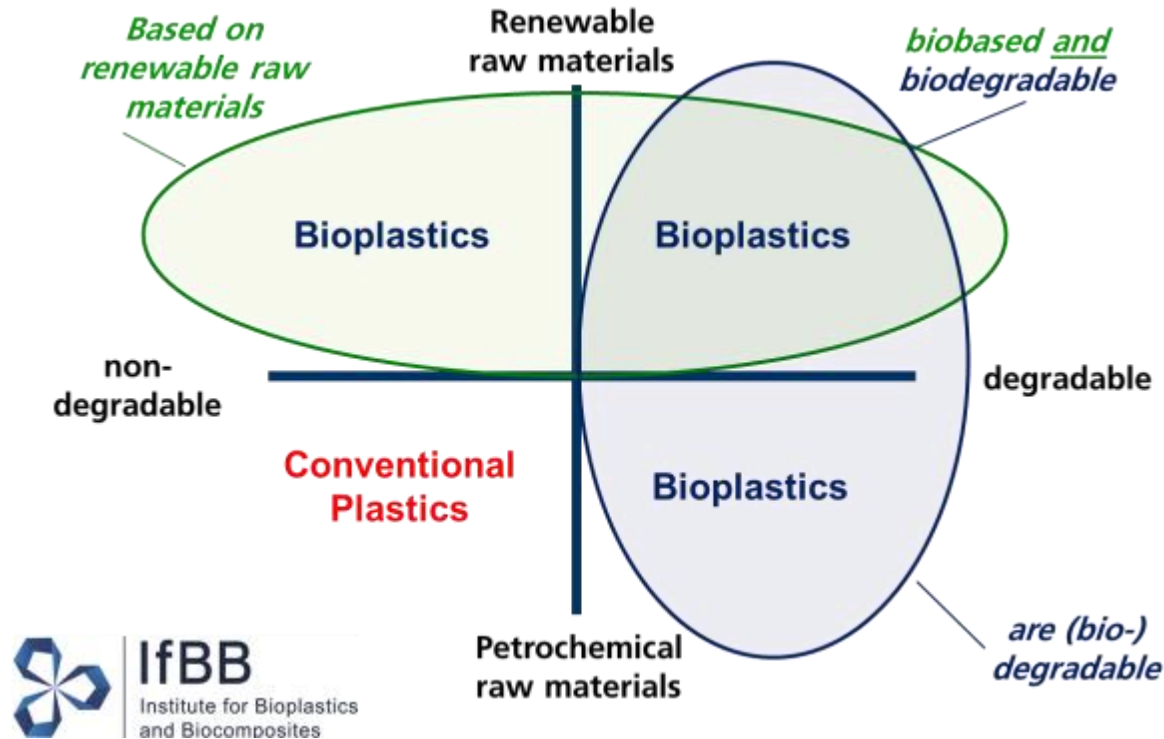 Based on
renewable raw
materials
Renewable
raw materials
biobased and
biodegradable
Bioplastics
Bioplastics
non-
degradable
degradable
Conventional
Plastics
Bioplastics
Petrochemical
raw materials
are (bio-)
degradable
IfBB
Institute for Bioplastics
and Biocomposites